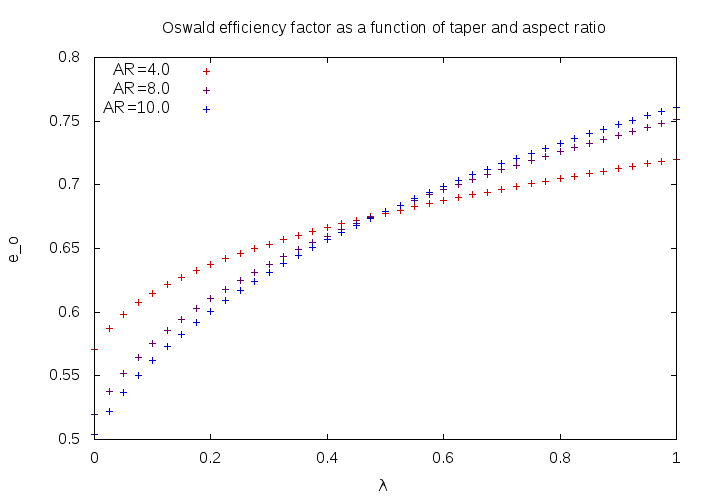 Oswald efficiency factor as a function of taper and aspect ratio
0.8
AR=4.0
AR=8.0
AR=10.0
0.75
0.7
0.65
e_o
0.6
0.55
0.5
0 0.2 0.4 0.6 0.8 1
λ